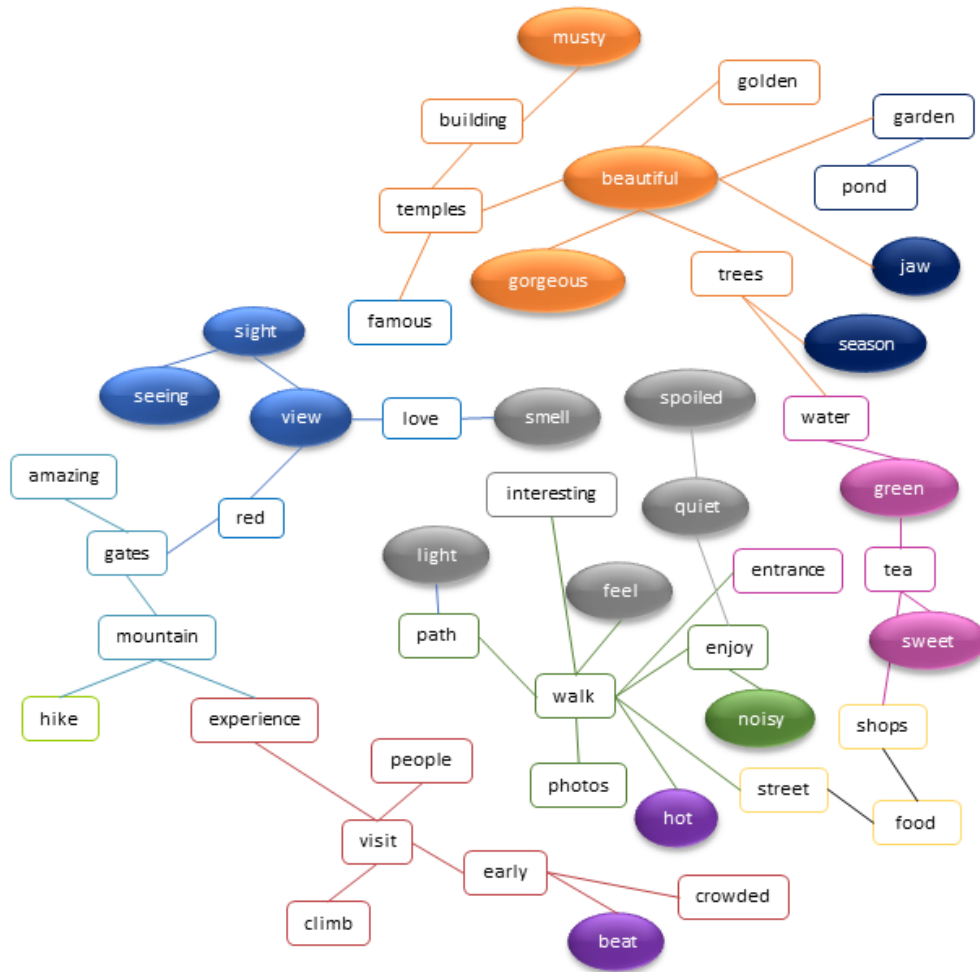 musty
golden
building
garden
beautiful
pond
temples
gorgeous
trees
jaw
famous
sight
season
seeing
view
love
smell
spoiled
water
amazing
interesting
green
red
quiet
gates
light
feel
entrance
tea
path
enjoy
sweet
mountain
walk
hike
experience
noisy
shops
people
photos
street
hot
food
visit
early
crowded
climb
beat